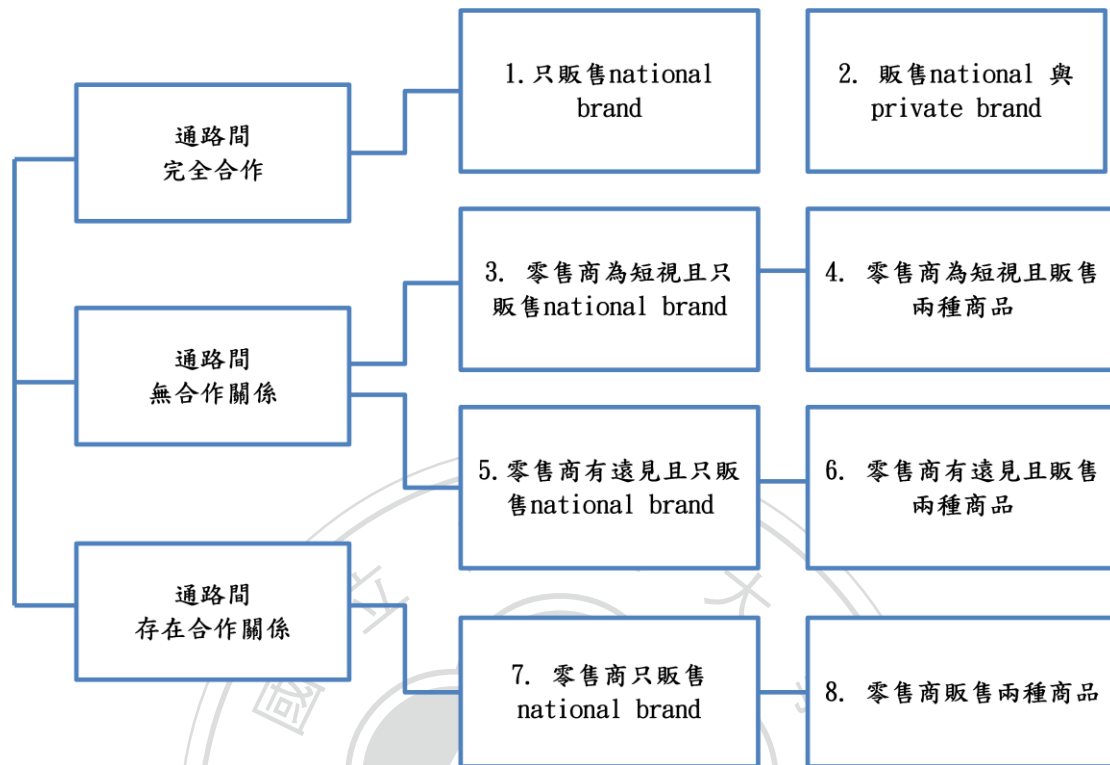 1.只販售national
brand
2. 販售national 與
private brand
通路間
完全合作
3. 零售商為短視且只
販售national brand
4. 零售商為短視且販售
兩種商品
通路間
無合作關係
5.零售商有遠見且只販
售national brand
6. 零售商有遠見且販售
兩種商品
通路間
存在合作關係
7. 零售商只販售
national brand
8. 零售商販售兩種商品
國立
大